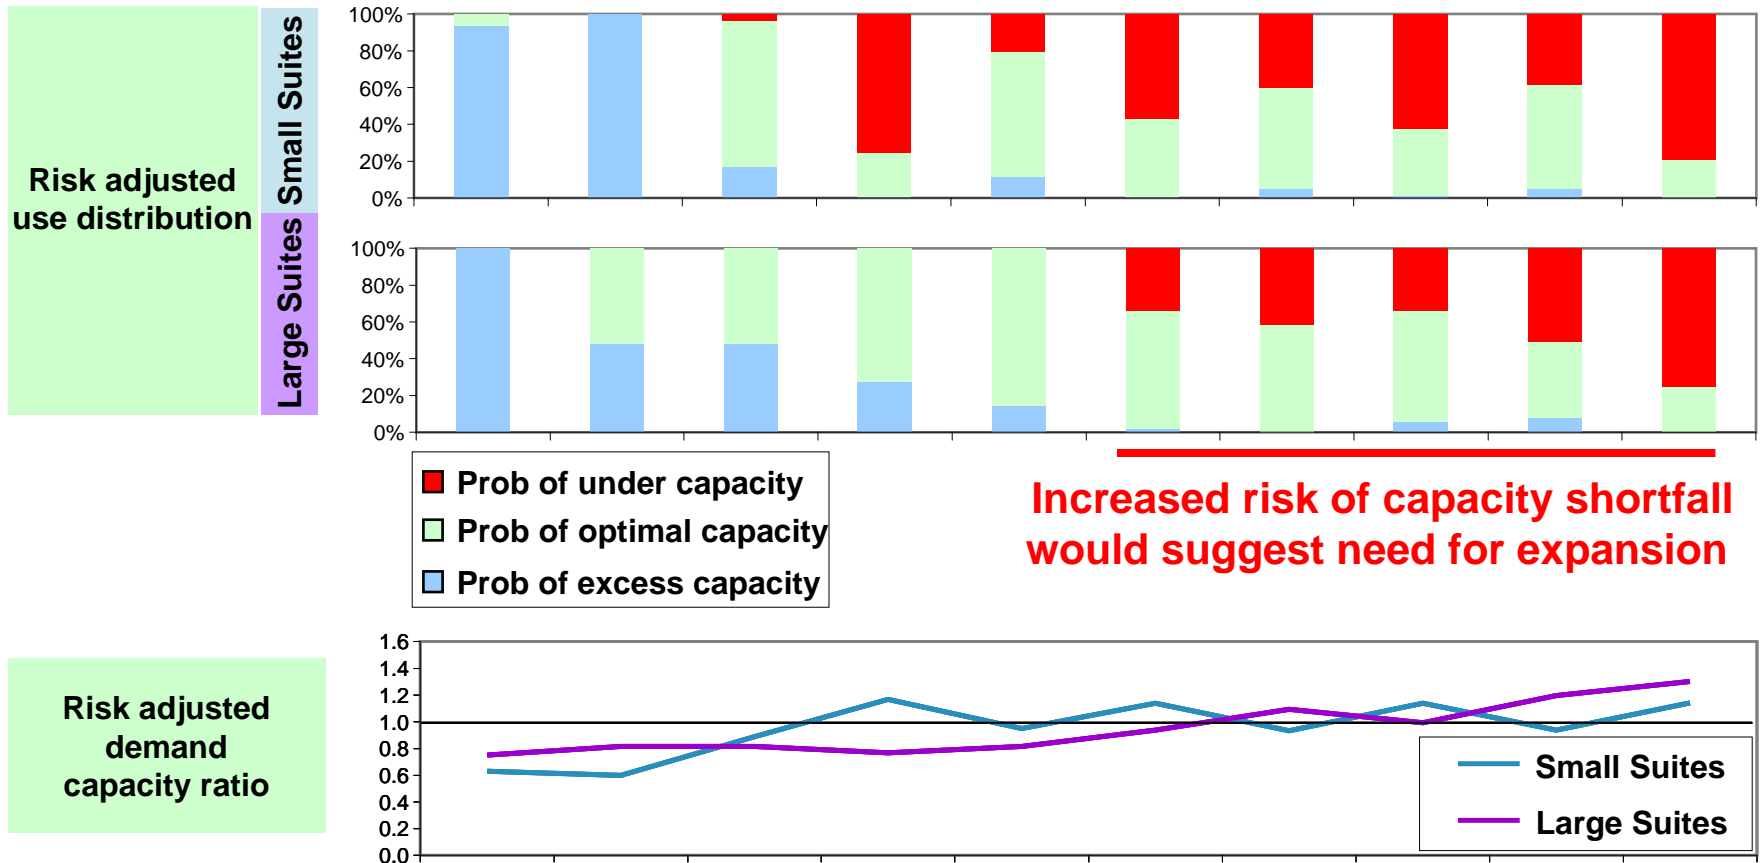 Risk adjusted
use distribution
Small Suites
Large Suites
100%
80%
60%
40%
20%
0%
100%
80%
60%
40%
20%
0%
Prob of under capacity
Prob of optimal capacity
Prob of excess capacity
Increased risk of capacity shortfall
would suggest need for expansion
Risk adjusted
demand
capacity ratio
1.6
1.4
1.2
1.0
0.8
0.6
0.4
0.2
0.0
Small Suites
Large Suites